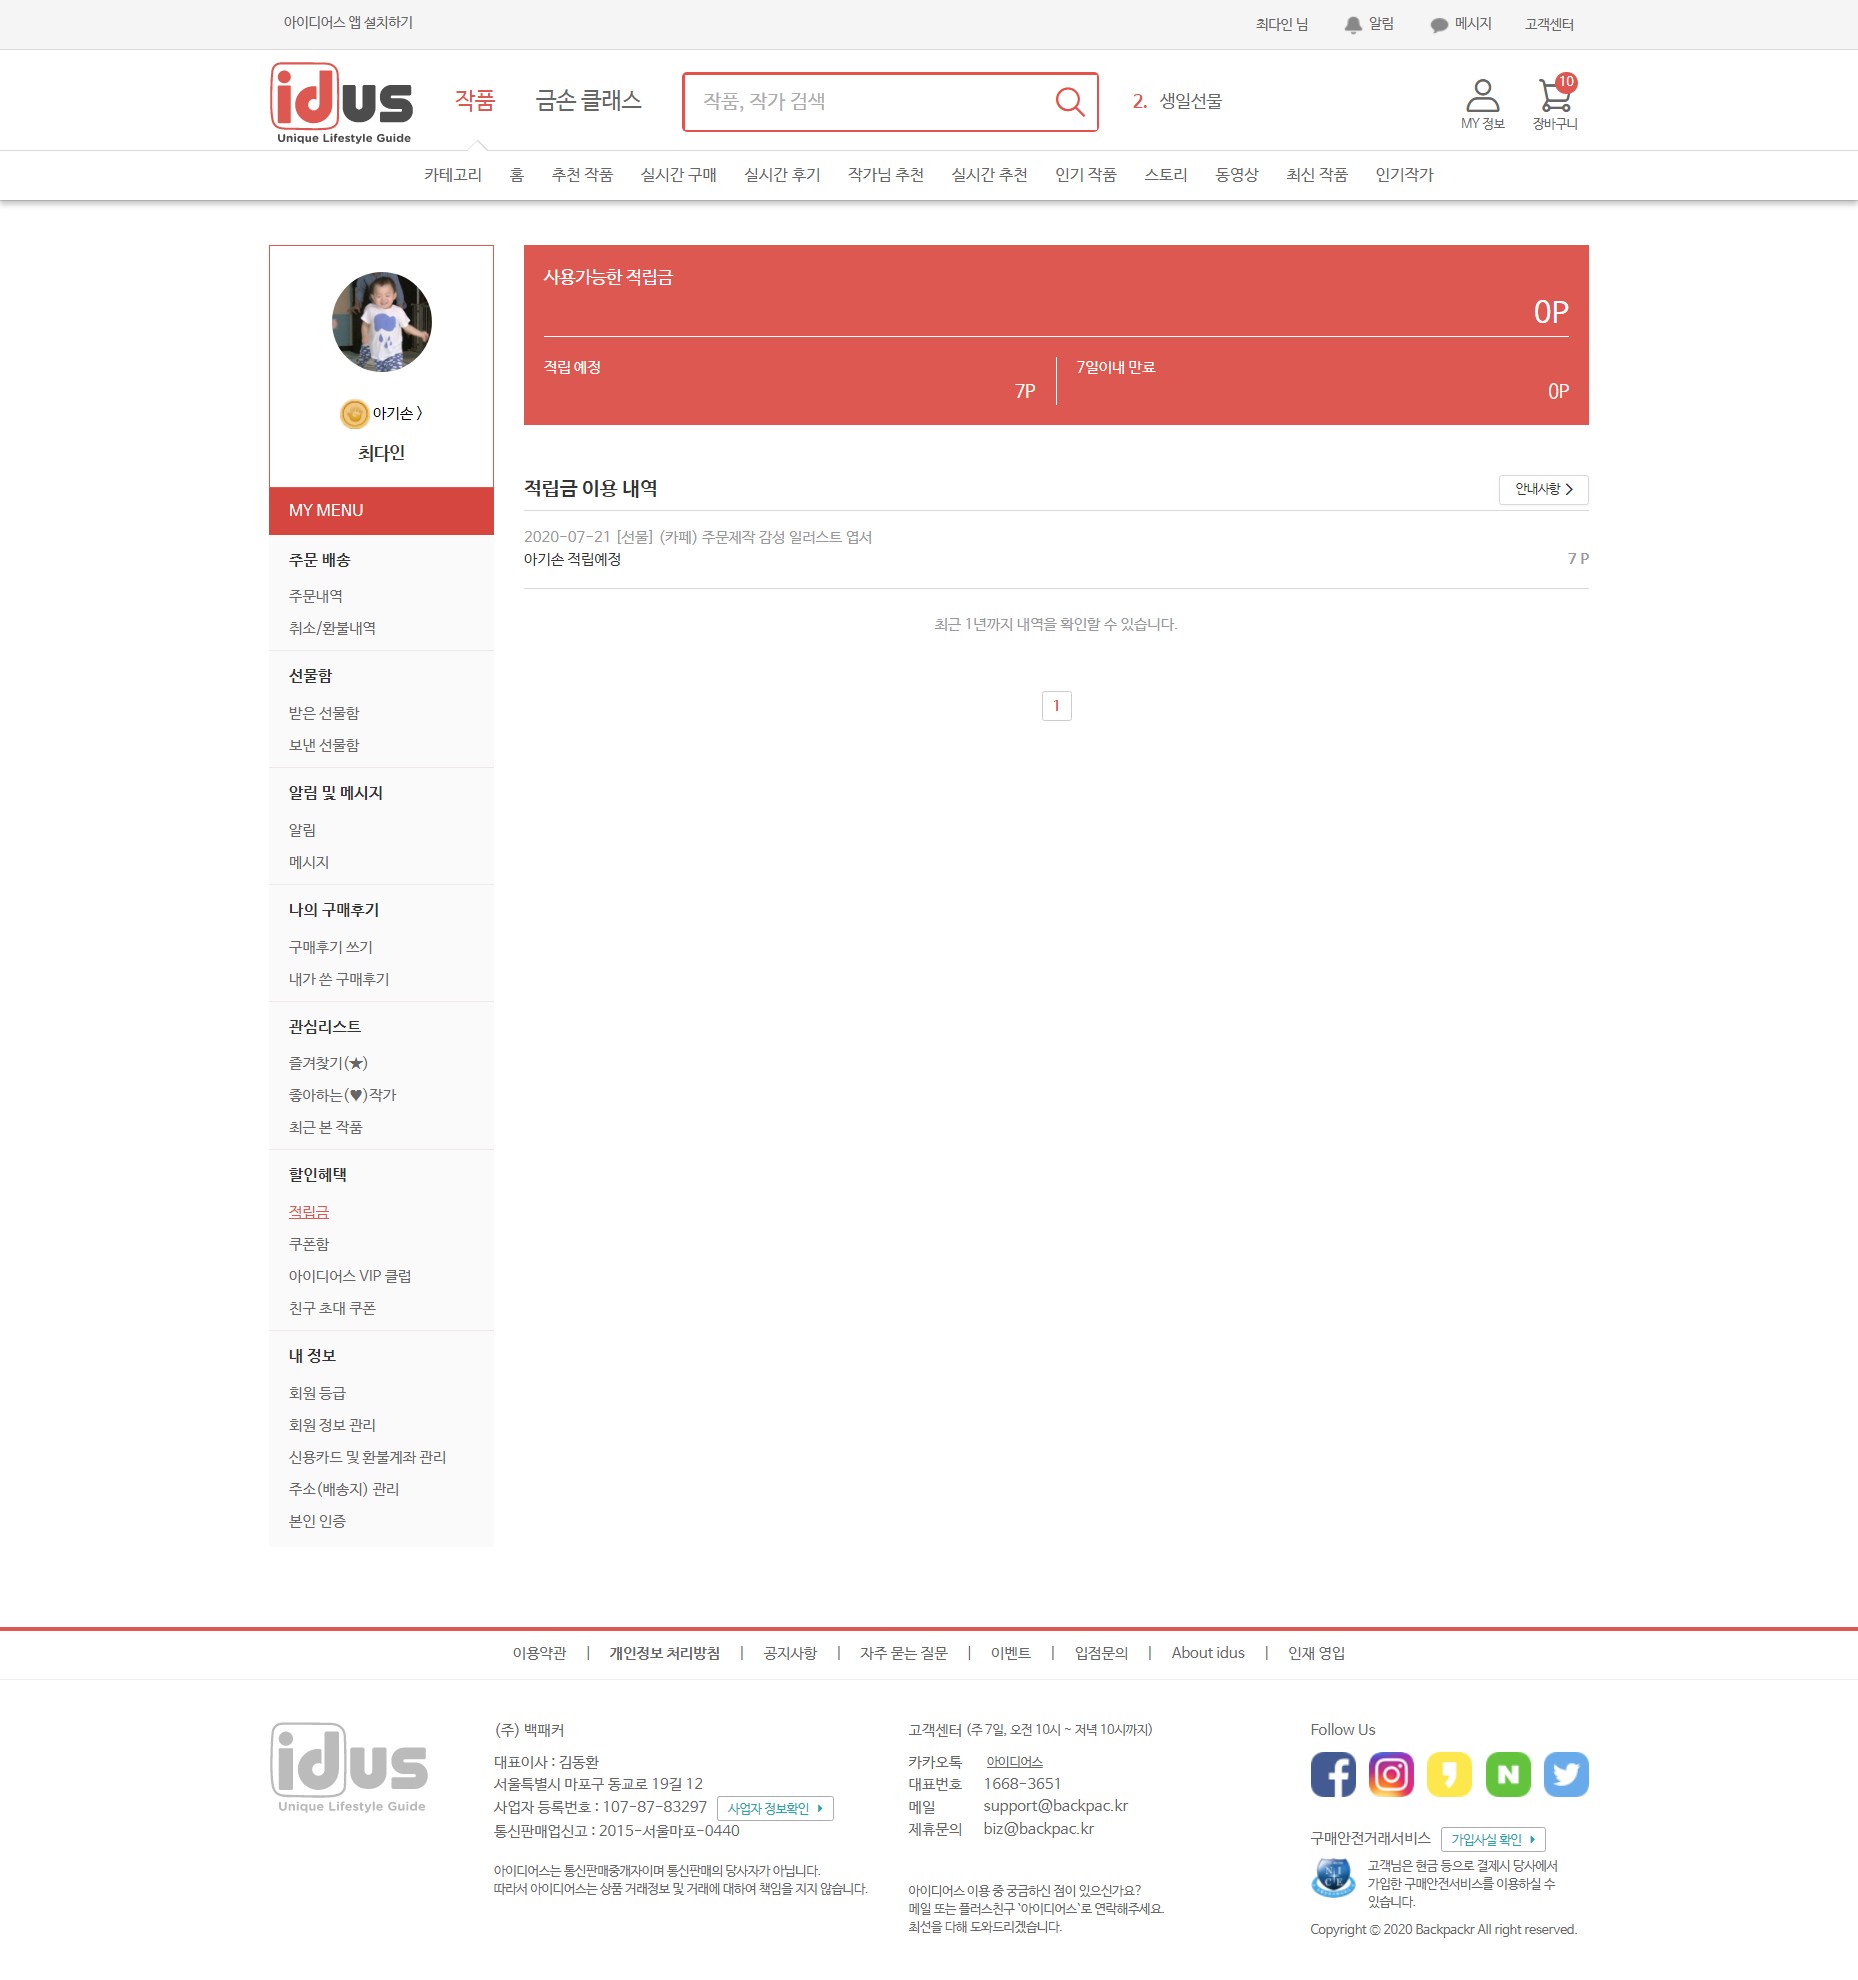 아이디어스 앱 설치하기
최다인 님 알림 메시지 고객센터
idus
Unique Lifestyle Guide
작품 금손 클래스 작품, 작가 검색 2. 생일선물
10
MY 정보 장바구니
카테고리 홈 추천 작품 실시간 구매 실시간 후기 작가님 추천 실시간 추천 인기 작품 스토리 동영상 최신 작품 인기작가
아기손 〉
최다인
MY MENU
주문 배송
주문내역
취소/환불내역
선물함
받은 선물함
보낸 선물함
알림 및 메시지
알림
메시지
나의 구매후기
구매후기 쓰기
내가 쓴 구매후기
관심리스트
즐겨찾기(★)
좋아하는(♥)작가
최근 본 작품
할인혜택
적립금
쿠폰함
아이디어스 VIP 클럽
친구 초대 쿠폰
내 정보
회원 등급
회원 정보 관리
신용카드 및 환불계좌 관리
주소(배송지) 관리
본인 인증
사용가능한 적립금
0P
적립 예정
7P
7일이내 만료
0P
적립금 이용 내역
안내사항
2020-07-21 [선물] (카페) 주문제작 감성 일러스트 엽서
아기손 적립예정 7 P
최근 1년까지 내역을 확인할 수 있습니다.
1
이용약관 | 개인정보 처리방침 | 공지사항 | 자주 묻는 질문 | 이벤트 | 입점문의 | About idus | 인재 영입
idus
Unique Lifestyle Guide
(주) 백패커
대표이사 : 김동환
서울특별시 마포구 동교로 19길 12
사업자 등록번호 : 107-87-83297 사업자 정보확인
통신판매업신고 : 2015-서울마포-0440
아이디어스는 통신판매중개자이며 통신판매의 당사자가 아닙니다.
따라서 아이디어스는 상품 거래정보 및 거래에 대하여 책임을 지지 않습니다.
고객센터 (주 7일, 오전 10시 ~ 저녁 10시까지)
카카오톡 아이디어스
대표번호 1668-3651
메일 support@backpac.kr
제휴문의 biz@backpac.kr
아이디어스 이용 중 궁금하신 점이 있으신가요?
메일 또는 플러스친구 `아이디어스`로 연락해주세요.
최선을 다해 도와드리겠습니다.
Follow Us
구매안전거래서비스 가입사실 확인
NICE
고객님은 현금 등으로 결제시 당사에서
가입한 구매안전서비스를 이용하실 수
있습니다.
Copyright © 2020 Backpackr All right reserved.